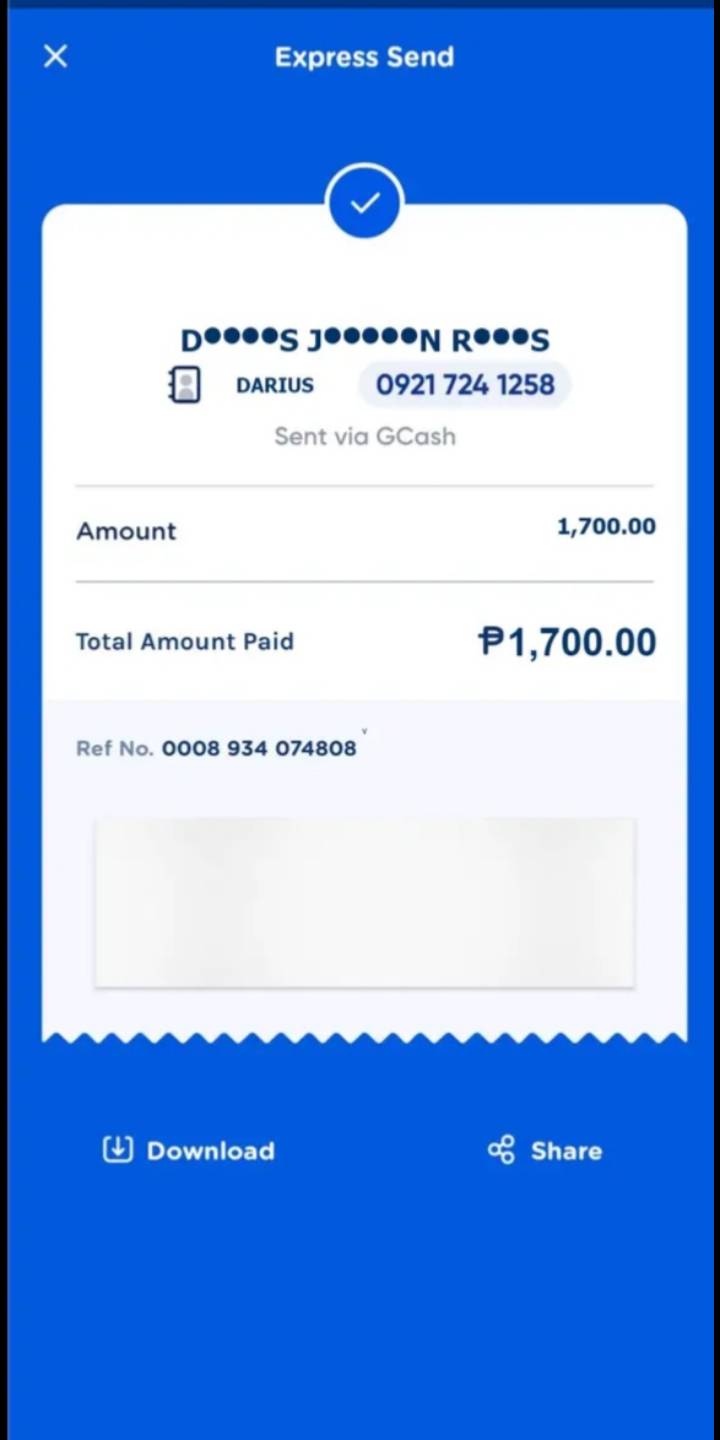 Express Send
D●●●●S J●●●●●N R●●●S
DARIUS 0921 724 1258
Sent via GCash
Amount 1,700.00
Total Amount Paid ₱1,700.00
Ref No. 0008 934 074808
Download Share